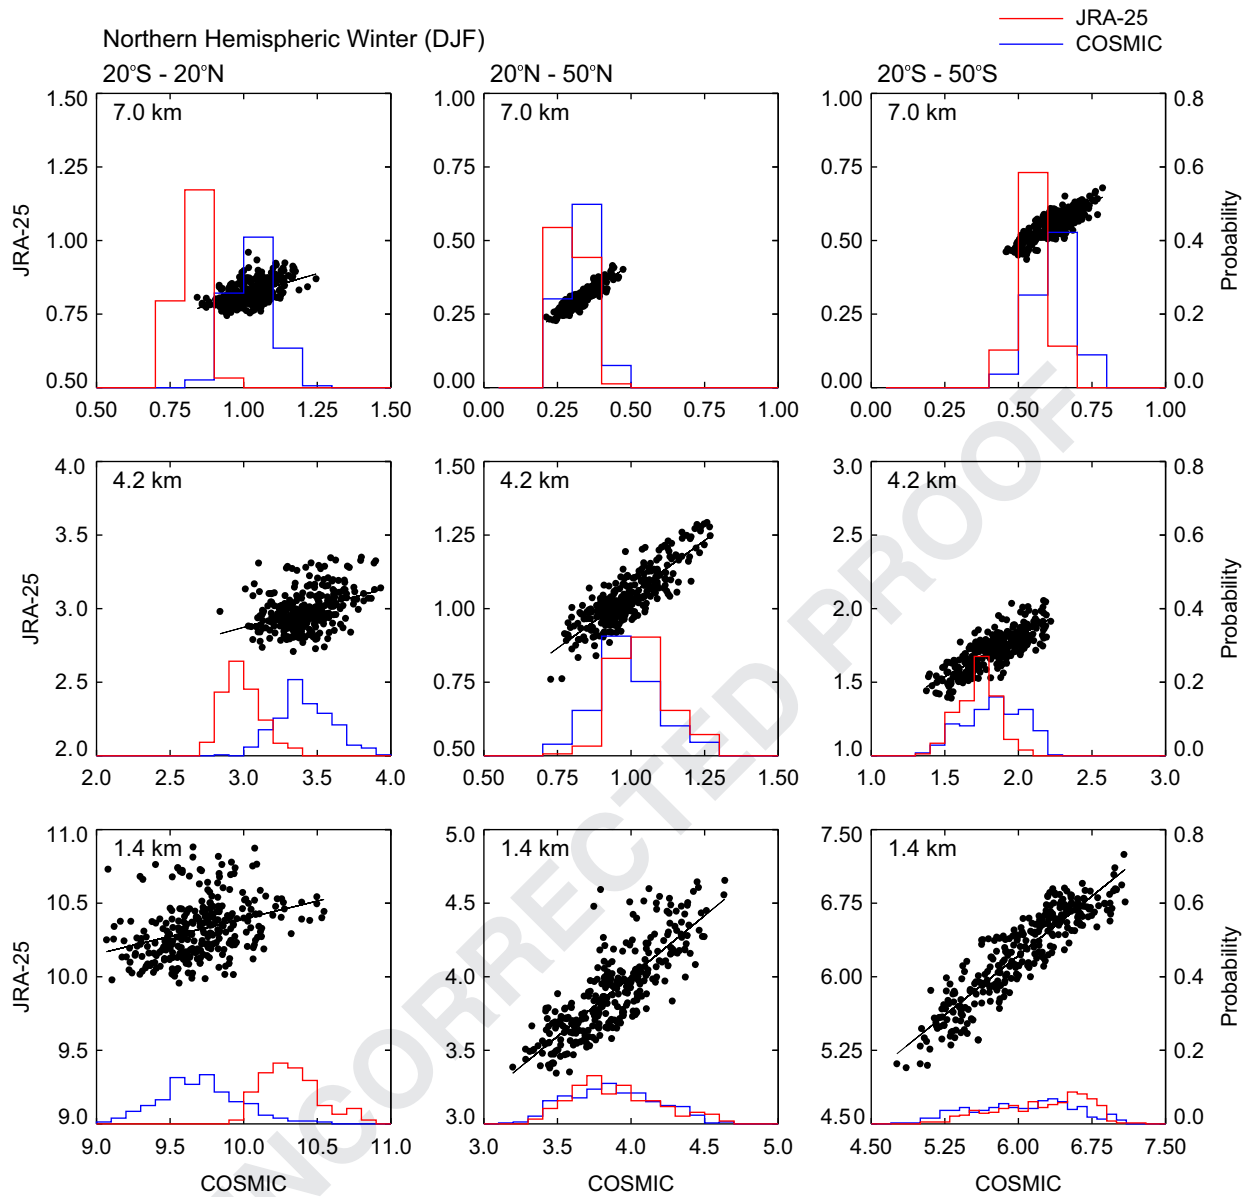 JRA-25
COSMIC
Northern Hemispheric Winter (DJF)
20°S - 20°N
20°N - 50°N
20°S - 50°S
1.50
1.25
1.00
0.75
0.50
7.0 km
0.50 0.75 1.00 1.25 1.50
JRA-25
1.00
0.75
0.50
0.25
0.00
7.0 km
0.00 0.25 0.50 0.75 1.00
1.00
0.75
0.50
0.25
0.00
7.0 km
0.00 0.25 0.50 0.75 1.00
0.8
0.6
0.4
0.2
0.0
Probability
4.0
3.5
3.0
2.5
2.0
4.2 km
2.0 2.5 3.0 3.5 4.0
JRA-25
1.50
1.25
1.00
0.75
0.50
4.2 km
0.50 0.75 1.00 1.25 1.50
3.0
2.5
2.0
1.5
1.0
4.2 km
1.0 1.5 2.0 2.5 3.0
0.8
0.6
0.4
0.2
0.0
Probability
11.0
10.5
10.0
9.5
9.0
1.4 km
9.0 9.5 10.0 10.5 11.0
JRA-25
COSMIC
5.0
4.5
4.0
3.5
3.0
1.4 km
3.0 3.5 4.0 4.5 5.0
COSMIC
7.50
6.75
6.00
5.25
4.50
1.4 km
4.50 5.25 6.00 6.75 7.50
COSMIC
0.8
0.6
0.4
0.2
0.0
Probability
NCORRECTED PROOF